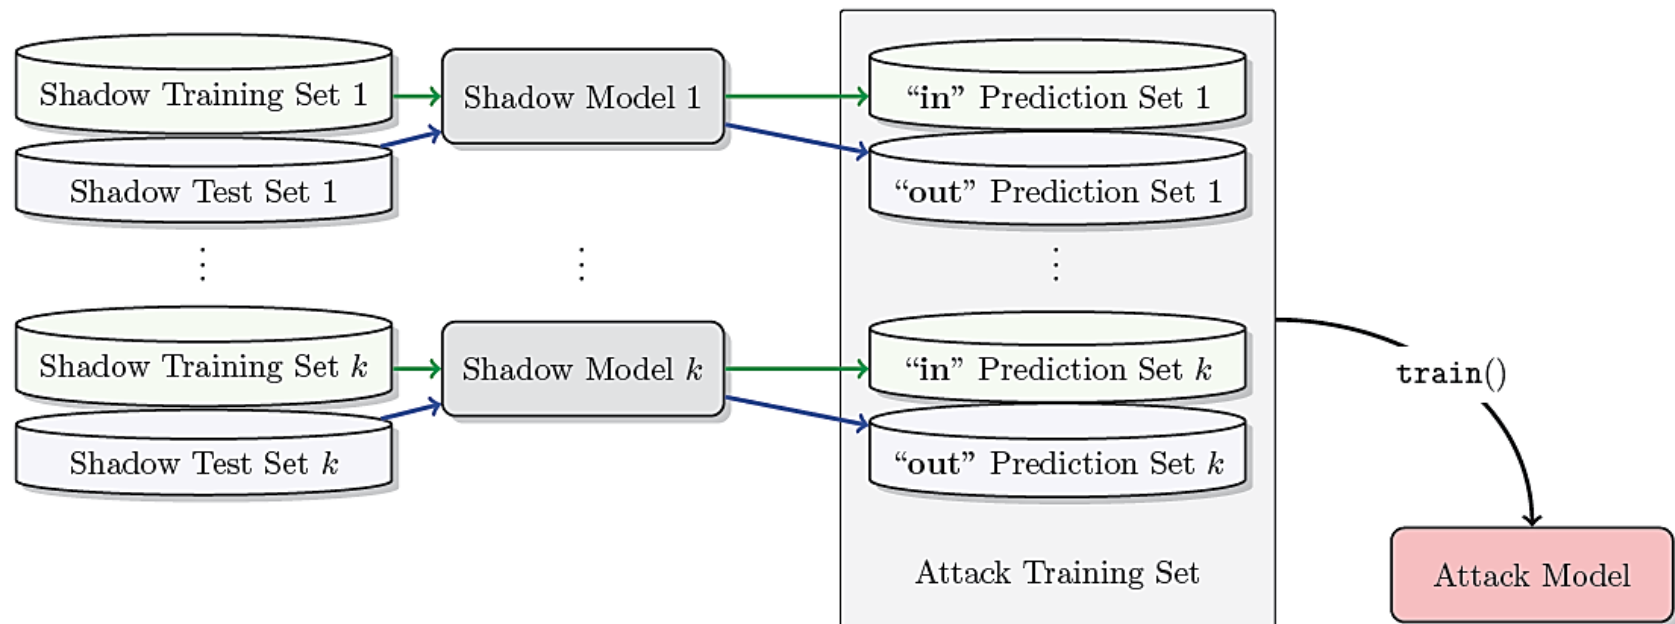 Shadow Training Set 1
Shadow Model 1
“in” Prediction Set 1
Shadow Test Set 1
“out” Prediction Set 1
Shadow Training Set k
Shadow Model k
“in” Prediction Set k
train()
Shadow Test Set k
“out” Prediction Set k
Attack Training Set
Attack Model